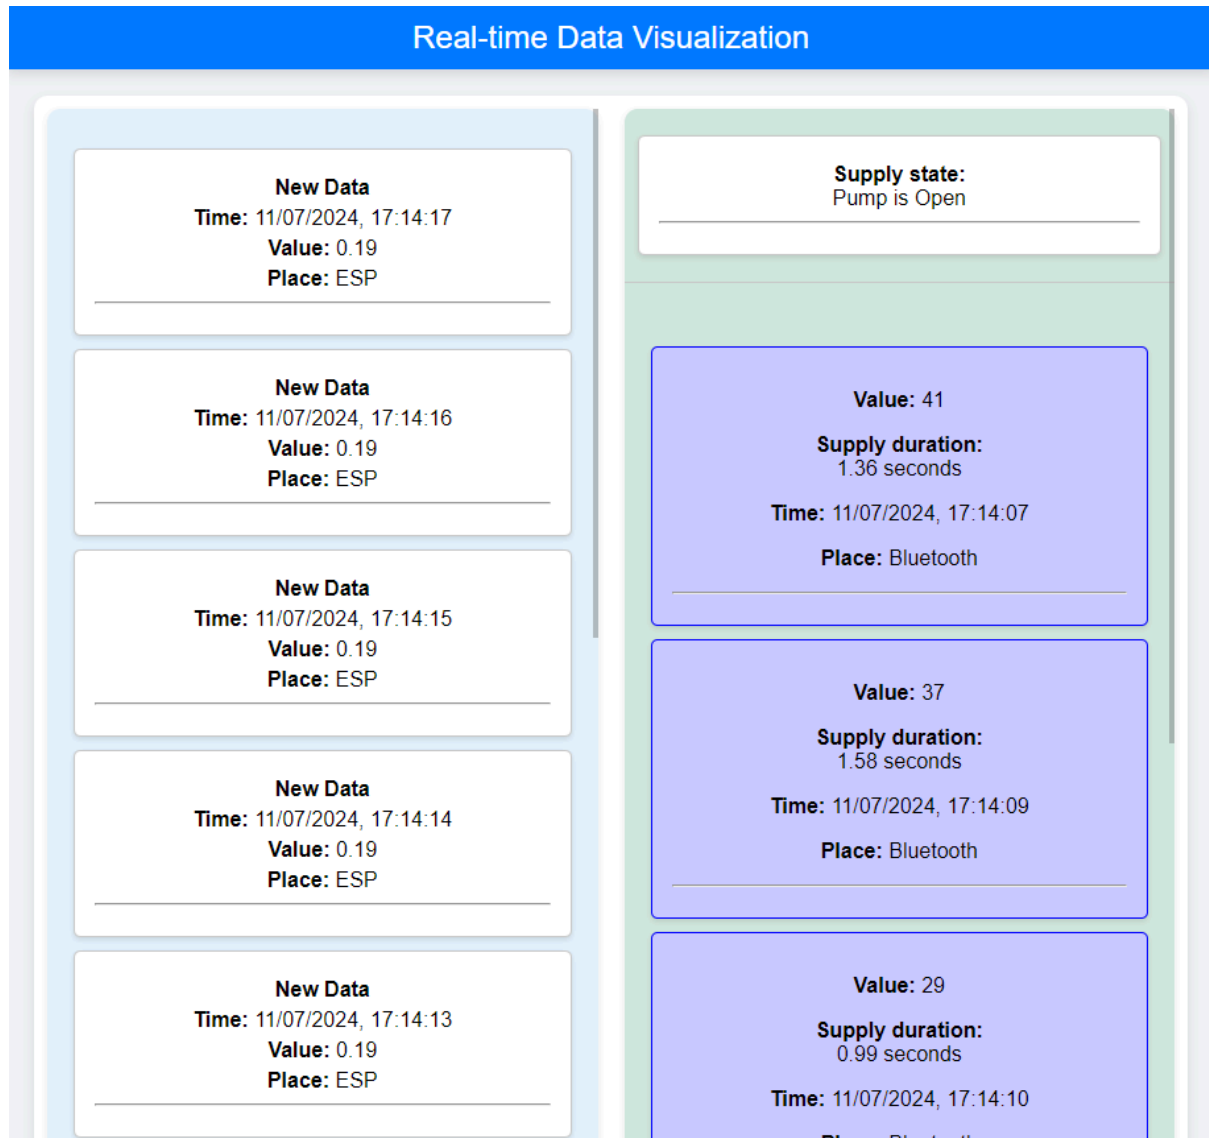 Real-time Data Visualization
New Data
Time: 11/07/2024, 17:14:17
Value: 0.19
Place: ESP
New Data
Time: 11/07/2024, 17:14:16
Value: 0.19
Place: ESP
New Data
Time: 11/07/2024, 17:14:15
Value: 0.19
Place: ESP
New Data
Time: 11/07/2024, 17:14:14
Value: 0.19
Place: ESP
New Data
Time: 11/07/2024, 17:14:13
Value: 0.19
Place: ESP
Supply state:
Pump is Open
Value: 41
Supply duration:
1.36 seconds
Time: 11/07/2024, 17:14:07
Place: Bluetooth
Value: 37
Supply duration:
1.58 seconds
Time: 11/07/2024, 17:14:09
Place: Bluetooth
Value: 29
Supply duration:
0.99 seconds
Time: 11/07/2024, 17:14:10